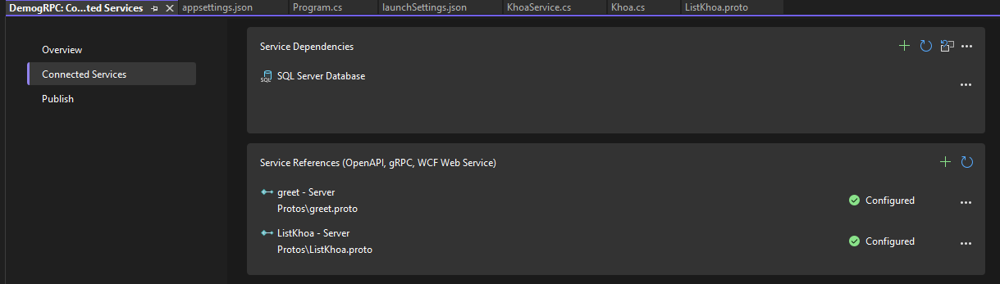 DemogRPC: Co...ted Services
appsettings.json
Program.cs
launchSettings.json
KhoaService.cs
Khoa.cs
ListKhoa.proto
Overview
Connected Services
Publish
Service Dependencies
SQL
SQL Server Database
Service References (OpenAPI, gRPC, WCF Web Service)
greet - Server
Protos\greet.proto
Configured
ListKhoa - Server
Protos\ListKhoa.proto
Configured